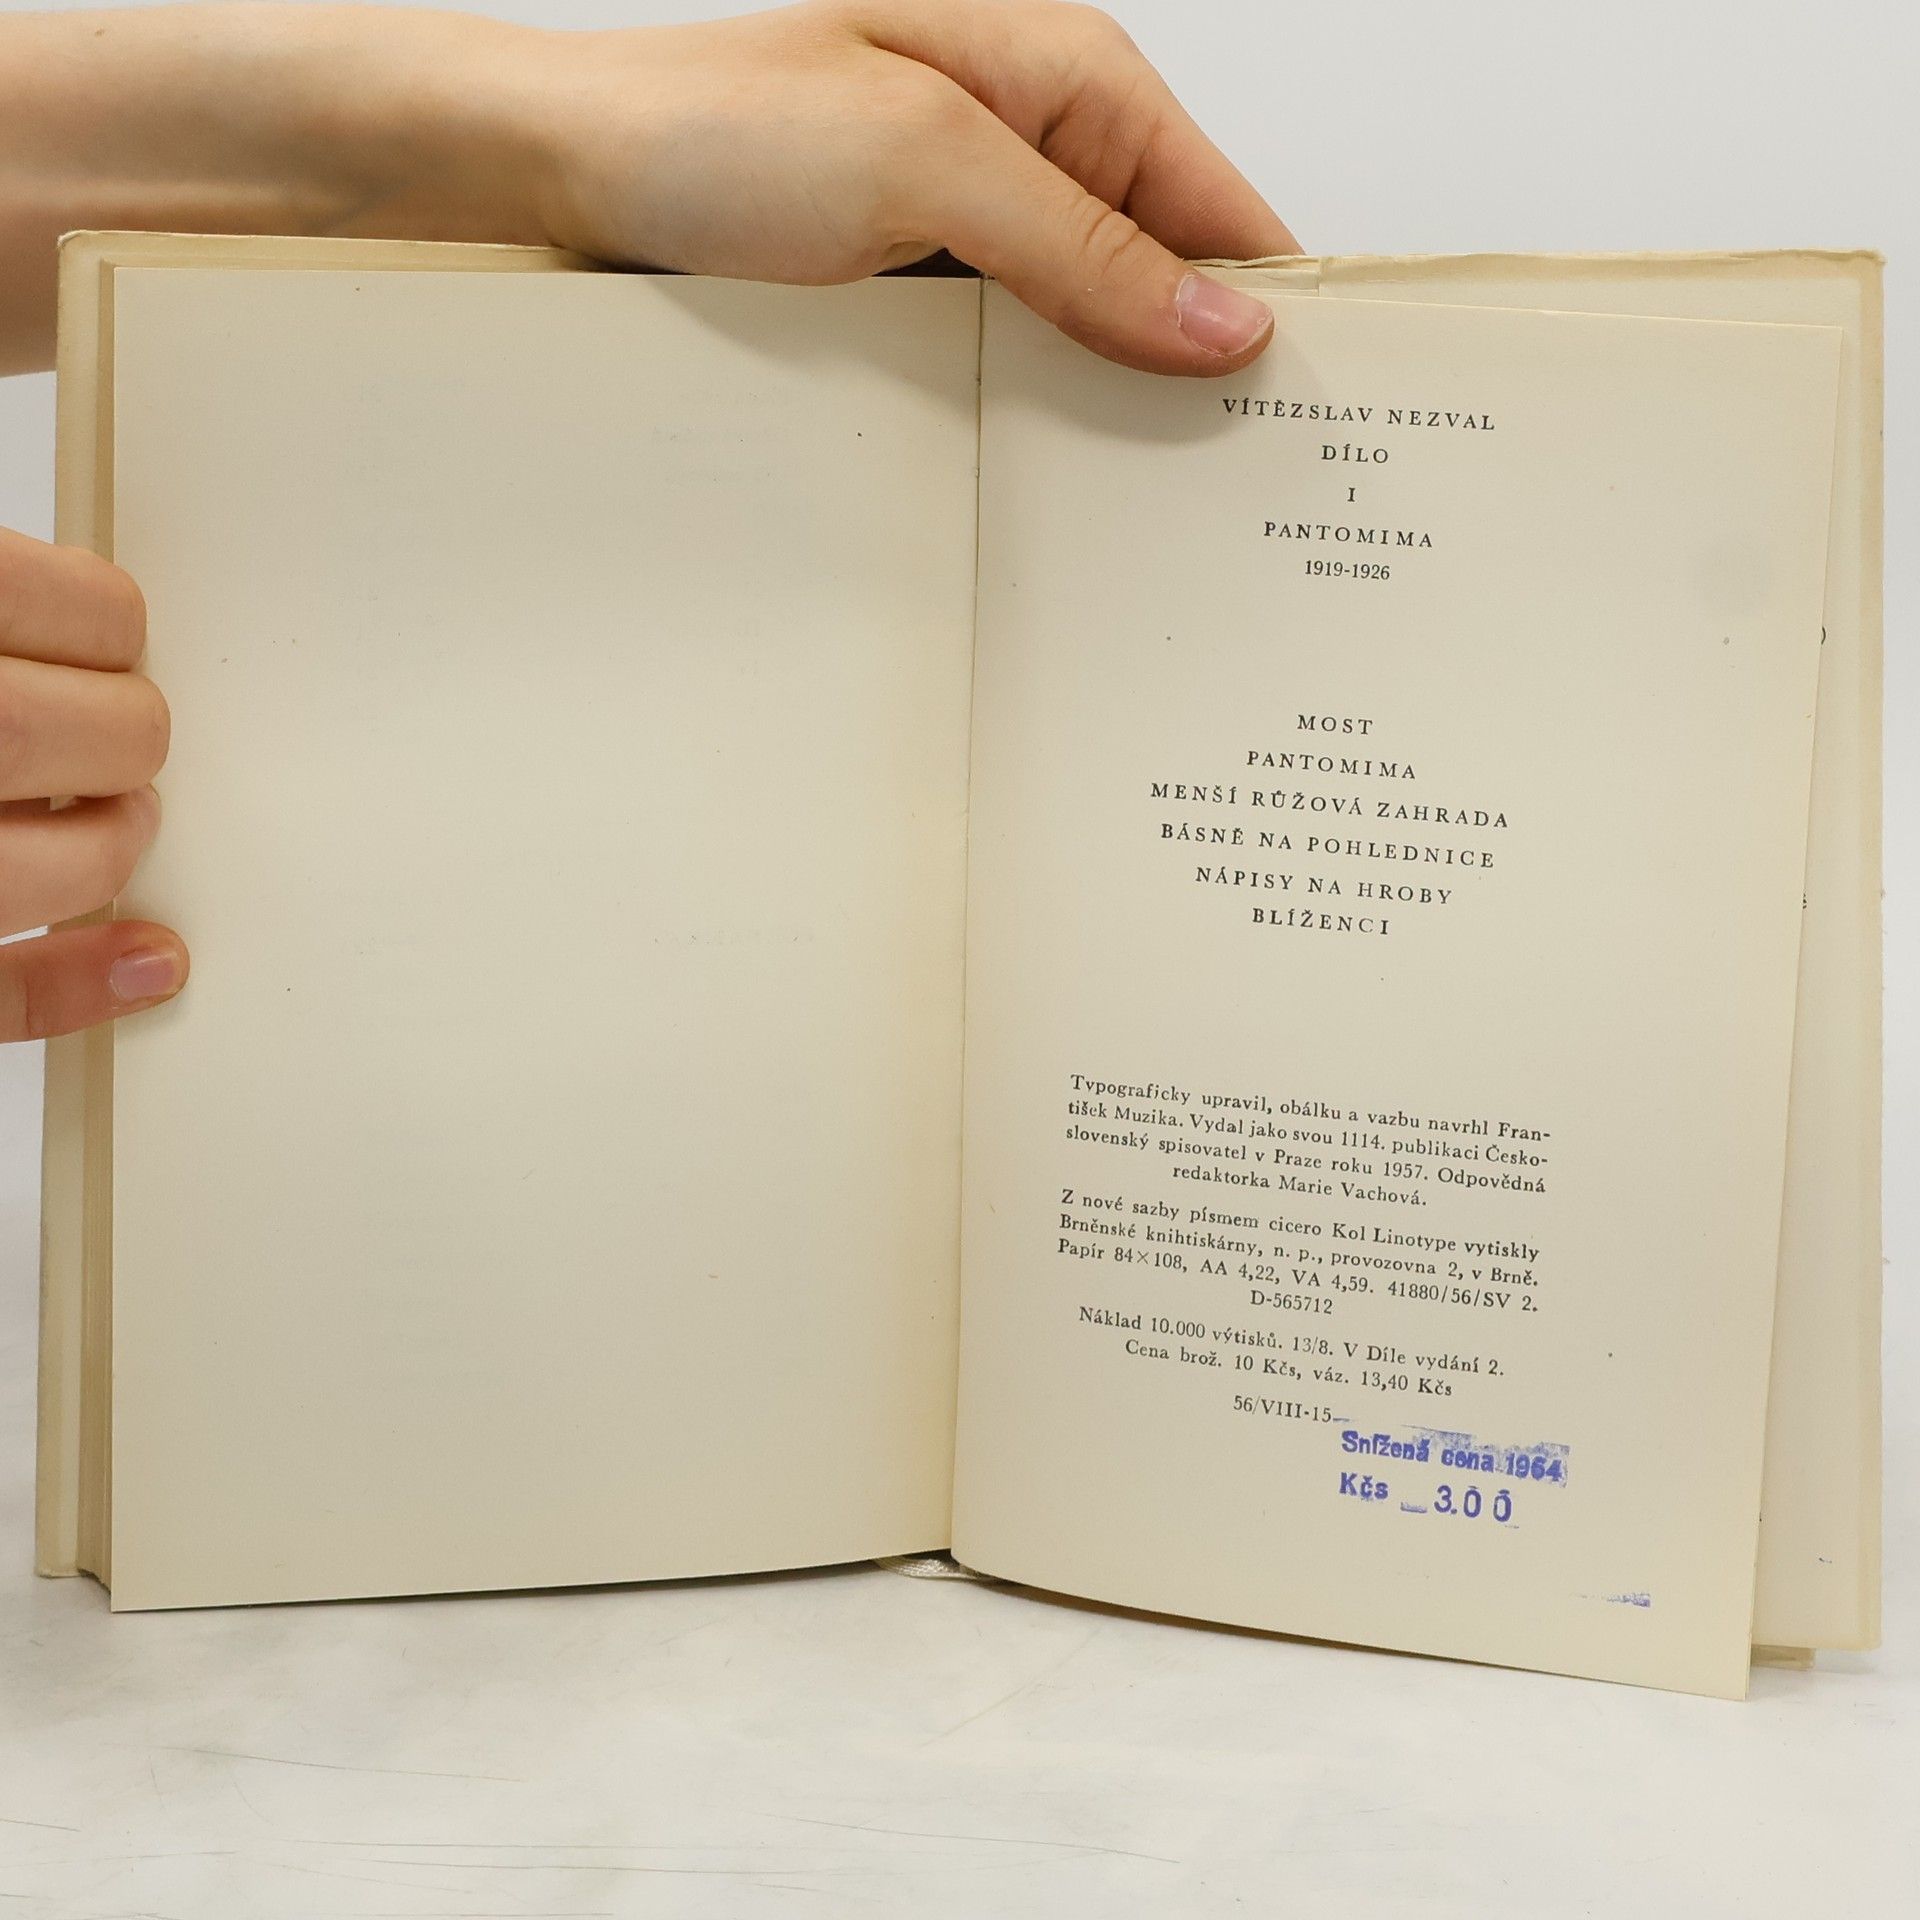 VÍTĚZSLAV NEZVAL
DÍLO
I
PANTOMIMA
1919-1926
MOST
PANTOMIMA
MENŠÍ RŮŽOVÁ ZAHRADA
BÁSNĚ NA POHLEDNICE
NÁPISY NA HROBY
BLÍŽENCI
Typograficky upravil, obálku a vazbu navrhl Fran-
tišek Muzika. Vydal jako svou 1114. publikaci Česko-
slovenský spisovatel v Praze roku 1957. Odpovědná
redaktorka Marie Vachová.
Z nové sazby písmem cicero Kol Linotype vytiskly
Brněnské knihtiskárny, n. p., provozovna 2, v Brně.
Papír 84×108, AA 4,22, VA 4,59. 41880/56/SV 2.
D-565712
Náklad 10.000 výtisků. 13/8. V Díle vydání 2.
Cena brož. 10 Kčs, váz. 13,40 Kčs
56/VIII-15
Snížená cena 1964
Kčs 3.00